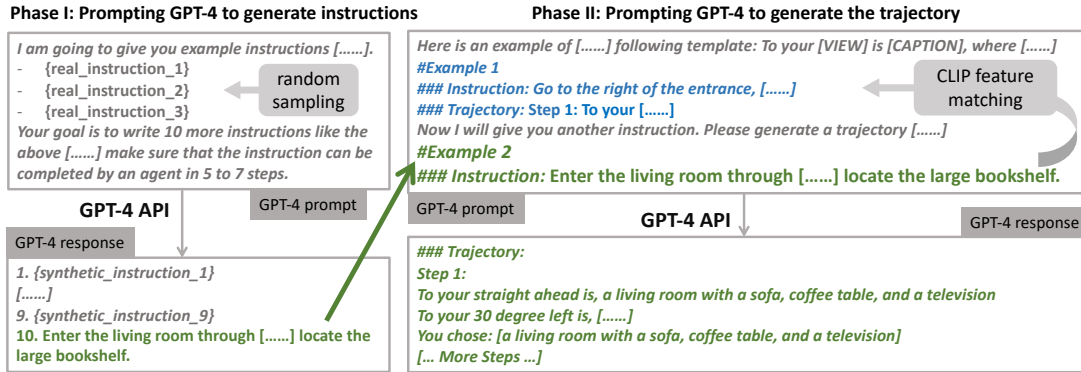 Phase I: Prompting GPT-4 to generate instructions
I am going to give you example instructions [……].
- {real_instruction_1}
- {real_instruction_2}
- {real_instruction_3}
random
sampling
Your goal is to write 10 more instructions like the
above [……] make sure that the instruction can be
completed by an agent in 5 to 7 steps.
GPT-4 prompt
GPT-4 API
GPT-4 response
1. {synthetic_instruction_1}
[……]
9. {synthetic_instruction_9}
10. Enter the living room through [……] locate the
large bookshelf.
Phase II: Prompting GPT-4 to generate the trajectory
Here is an example of [……] following template: To your [VIEW] is [CAPTION], where [……]
#Example 1
### Instruction: Go to the right of the entrance, [……]
### Trajectory: Step 1: To your [……]
CLIP feature
matching
Now I will give you another instruction. Please generate a trajectory [……]
#Example 2
### Instruction: Enter the living room through [……] locate the large bookshelf.
GPT-4 prompt
GPT-4 API
GPT-4 response
### Trajectory:
Step 1:
To your straight ahead is, a living room with a sofa, coffee table, and a television
To your 30 degree left is, [……]
You chose: [a living room with a sofa, coffee table, and a television]
[… More Steps …]